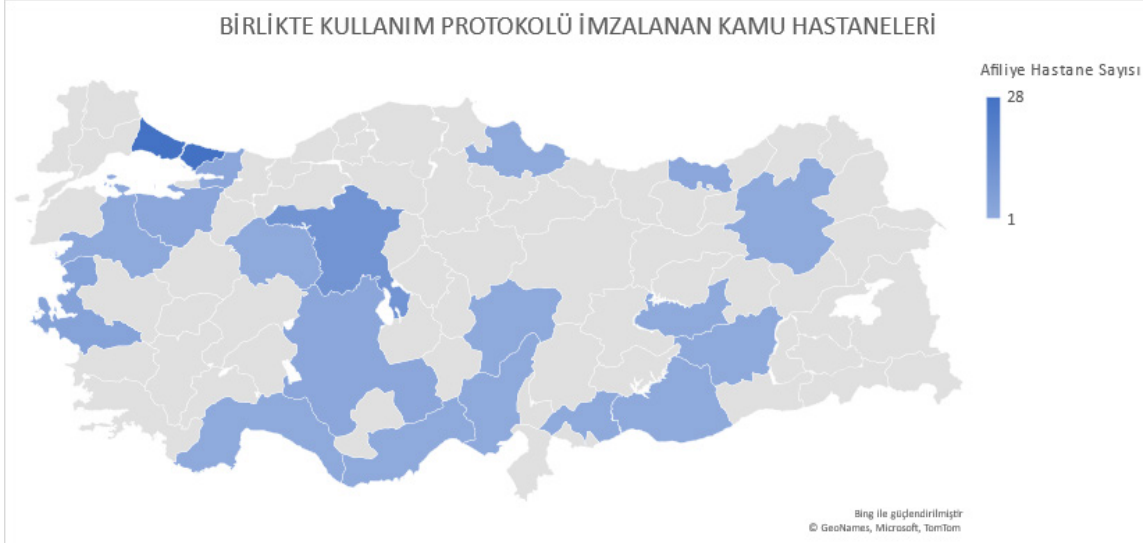 BİRLİKTE KULLANIM PROTOKOLÜ İMZALANAN KAMU HASTANELERİ
Afiliye Hastane Sayısı
28
1
Bing ile güçlendirilmiştir
© GeoNames, Microsoft, TomTom